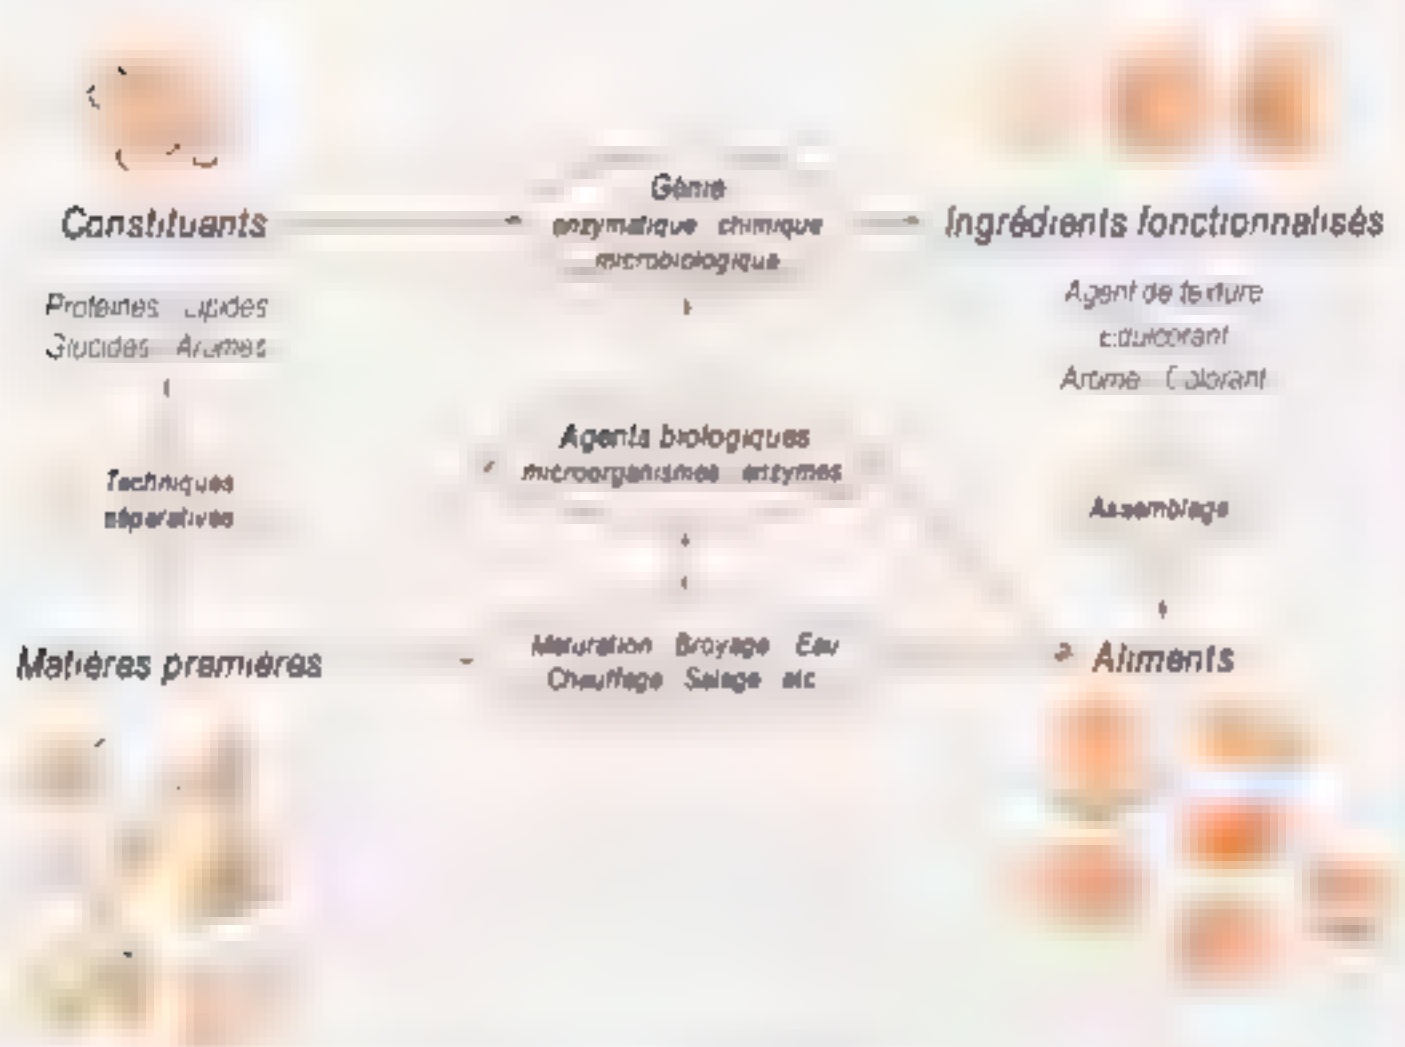 Constituants
Protéines Lipides
Glucides Arômes
Génie
enzymatique chimique
microbiologique
Ingrédients fonctionnalisés
Agent de texture
Edulcorant
Arôme Colorant
Techniques
séparatives
Agents biologiques
microorganismes enzymes
Assemblage
Matières premières
Maturation Broyage Eau
Chauffage Salage etc
Aliments